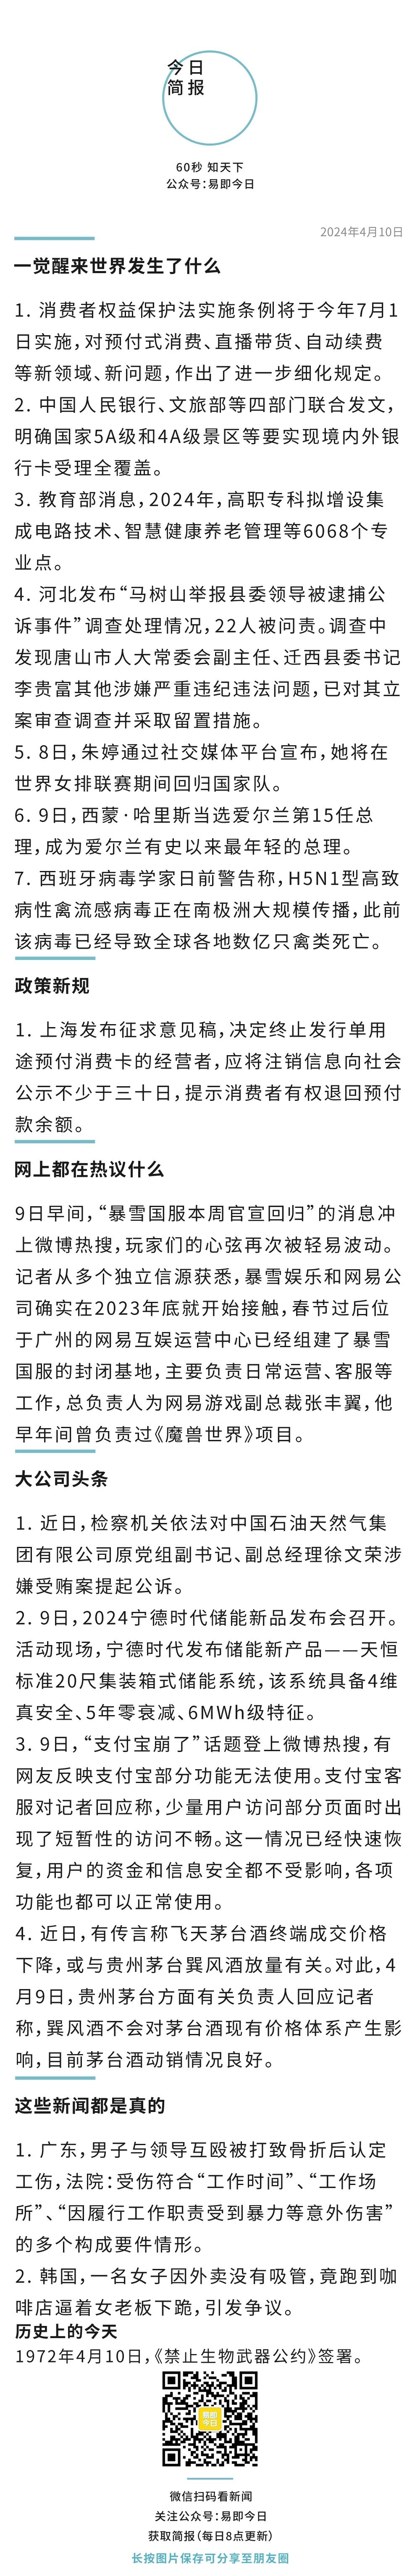 今日
简报
60秒 知天下
公众号:易即今日
2024年4月10日
一觉醒来世界发生了什么
1. 消费者权益保护法实施条例将于今年7月1
日实施,对预付式消费、直播带货、自动续费
等新领域、新问题,作出了进一步细化规定。
2. 中国人民银行、文旅部等四部门联合发文,
明确国家5A级和4A级景区等要实现境内外银
行卡受理全覆盖。
3. 教育部消息,2024年,高职专科拟增设集
成电路技术、智慧健康养老管理等6068个专
业点。
4. 河北发布“马树山举报县委领导被逮捕公
诉事件”调查处理情况,22人被问责。调查中
发现唐山市人大常委会副主任、迁西县委书记
李贵富其他涉嫌严重违纪违法问题,已对其立
案审查调查并采取留置措施。
5. 8日,朱婷通过社交媒体平台宣布,她将在
世界女排联赛期间回归国家队。
6. 9日,西蒙·哈里斯当选爱尔兰第15任总
理,成为爱尔兰有史以来最年轻的总理。
7. 西班牙病毒学家日前警告称,H5N1型高致
病性禽流感病毒正在南极洲大规模传播,此前
该病毒已经导致全球各地数亿只禽类死亡。
政策新规
1. 上海发布征求意见稿,决定终止发行单用
途预付消费卡的经营者,应将注销信息向社会
公示不少于三十日,提示消费者有权退回预付
款余额。
网上都在热议什么
9日早间,“暴雪国服本周官宣回归”的消息冲
上微博热搜,玩家们的心弦再次被轻易波动。
记者从多个独立信源获悉,暴雪娱乐和网易公
司确实在2023年底就开始接触,春节过后位
于广州的网易互娱运营中心已经组建了暴雪
国服的封闭基地,主要负责日常运营、客服等
工作,总负责人为网易游戏副总裁张丰翼,他
早年间曾负责过《魔兽世界》项目。
大公司头条
1. 近日,检察机关依法对中国石油天然气集
团有限公司原党组副书记、副总经理徐文荣涉
嫌受贿案提起公诉。
2. 9日,2024宁德时代储能新品发布会召开。
活动现场,宁德时代发布储能新产品——天恒
标准20尺集装箱式储能系统,该系统具备4维
真安全、5年零衰减、6MWh级特征。
3. 9日,“支付宝崩了”话题登上微博热搜,有
网友反映支付宝部分功能无法使用。支付宝客
服对记者回应称,少量用户访问部分页面时出
现了短暂性的访问不畅。这一情况已经快速恢
复,用户的资金和信息安全都不受影响,各项
功能也都可以正常使用。
4. 近日,有传言称飞天茅台酒终端成交价格
下降,或与贵州茅台巽风酒放量有关。对此,4
月9日,贵州茅台方面有关负责人回应记者
称,巽风酒不会对茅台酒现有价格体系产生影
响,目前茅台酒动销情况良好。
这些新闻都是真的
1. 广东,男子与领导互殴被打致骨折后认定
工伤,法院:受伤符合“工作时间”、“工作场
所”、“因履行工作职责受到暴力等意外伤害”
的多个构成要件情形。
2. 韩国,一名女子因外卖没有吸管,竟跑到咖
啡店逼着女老板下跪,引发争议。
历史上的今天
1972年4月10日,《禁止生物武器公约》签署。
易即
今日
微信扫码看新闻
关注公众号:易即今日
获取简报(每日8点更新)
长按图片保存可分享至朋友圈